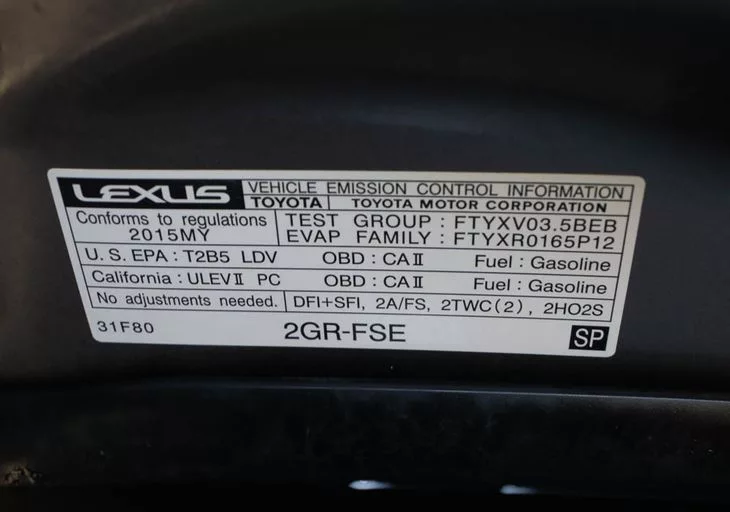 LEXUS VEHICLE EMISSION CONTROL INFORMATION
TOYOTA TOYOTA MOTOR CORPORATION
Conforms to regulations
2015MY
TEST GROUP : FTYXV03.5BEB
EVAP FAMILY : FTYXR0165P12
U. S. EPA : T2B5 LDV OBD : CAⅡ Fuel : Gasoline
California : ULEVⅡ PC OBD : CAⅡ Fuel : Gasoline
No adjustments needed. DFI+SFI, 2A/FS, 2TWC(2), 2HO2S
31F80 2GR-FSE SP